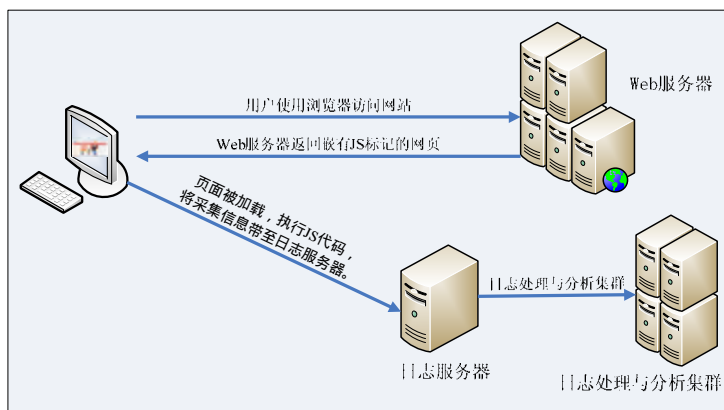 Web服务器
用户使用浏览器访问网站
Web服务器返回嵌有JS标记的网页
页面被加载，执行JS代码，
将采集信息带至日志服务器。
日志处理与分析集群
日志服务器
日志处理与分析集群